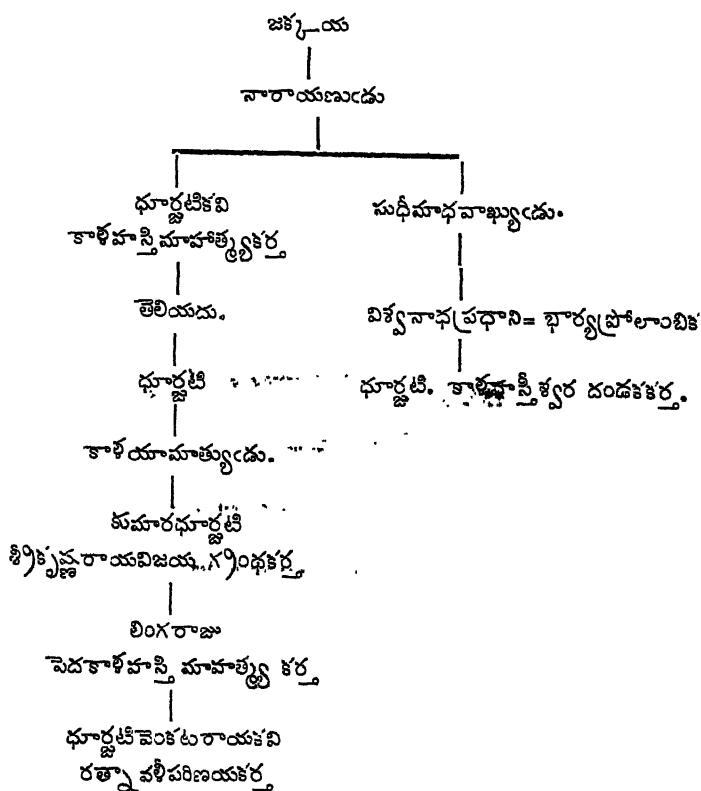 జక్కయ
నారాయణుఁడు
ధూర్జటికవి
కాళహస్తిమాహాత్మ్యకర్త
సుధీమాధవాఖ్యుఁడు.
తెలియదు.
విశ్వనాథప్రధాని= భార్యప్రోలాంబిక
ధూర్జటి
ధూర్జటి. కాళహస్తీశ్వర దండకకర్త.
కాళయామాత్యుఁడు.
కుమారధూర్జటి
శ్రీకృష్ణరాయవిజయ గ్రంథకర్త.
లింగరాజు
పెదకాళహస్తి మాహత్మ్య కర్త
ధూర్జటివెంకటరాయకవి
రత్నావళీపరిణయకర్త